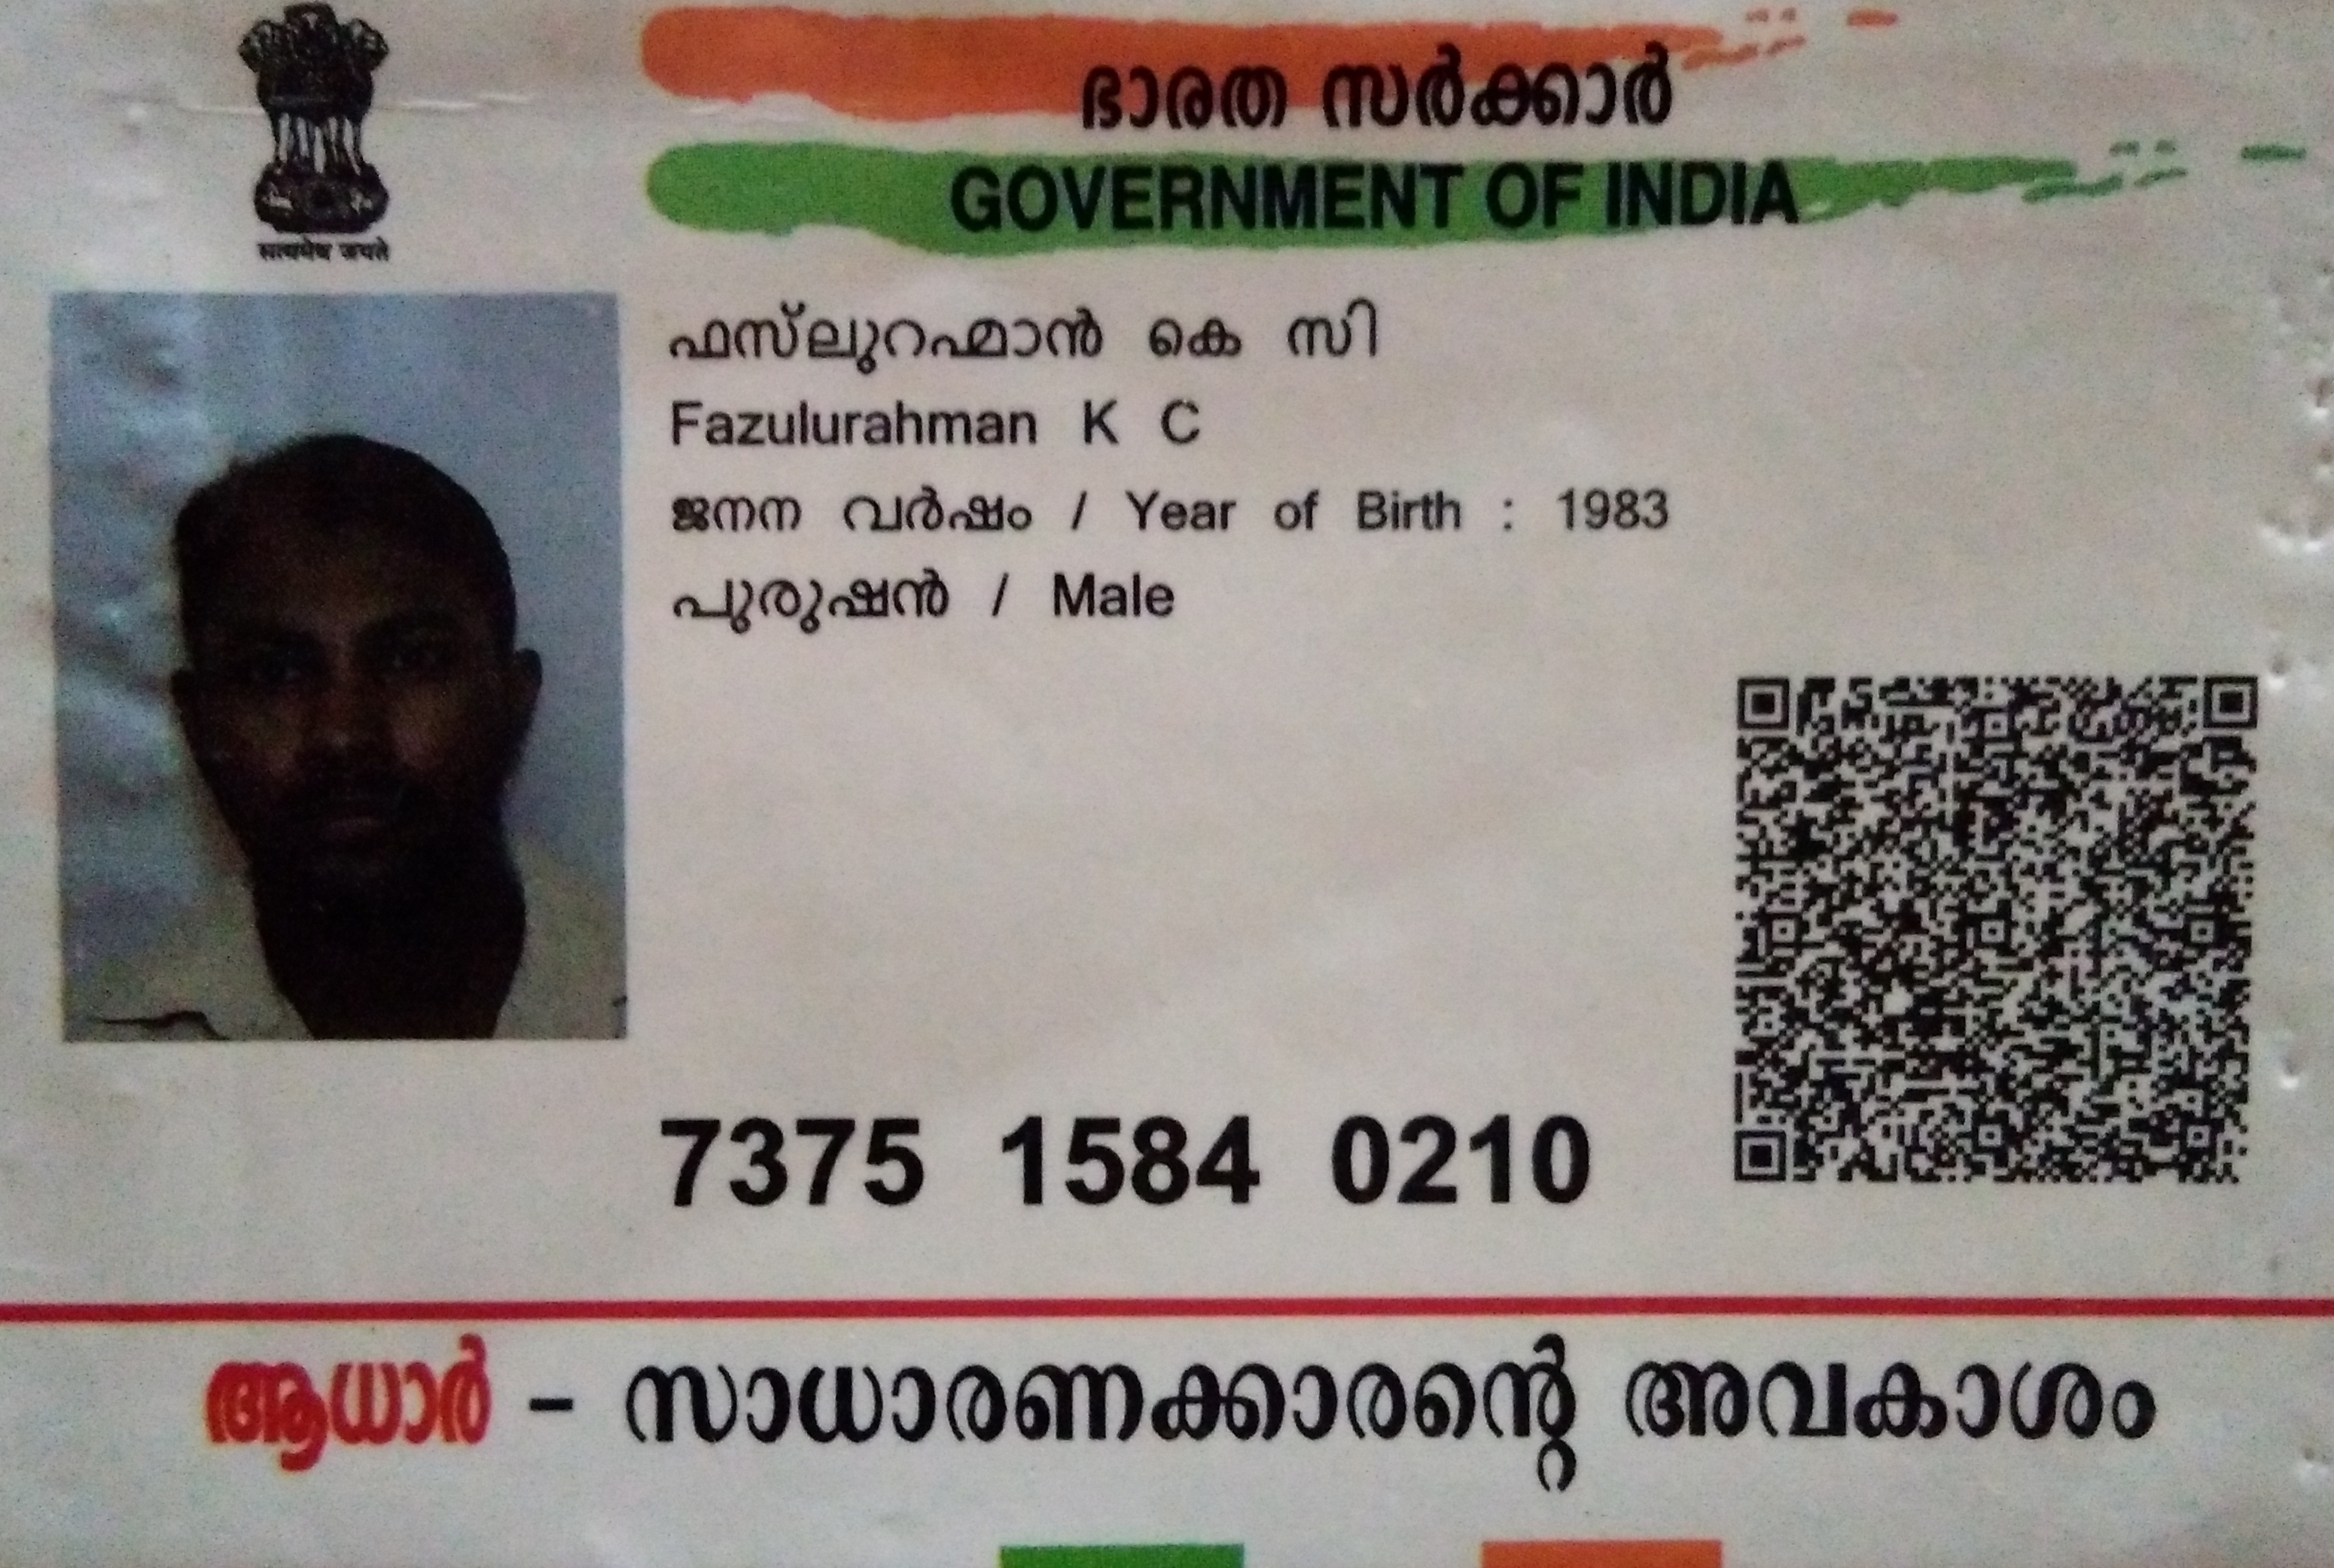 ഭാരത സർക്കാർ
GOVERNMENT OF INDIA
सत्यमेव जयते
ഫസ്‌ലുറഹ്മാൻ കെ സി
Fazulurahman K C
ജനന വർഷം / Year of Birth : 1983
പുരുഷൻ / Male
7375 1584 0210
ആധാർ – സാധാരണക്കാരന്റെ അവകാശം